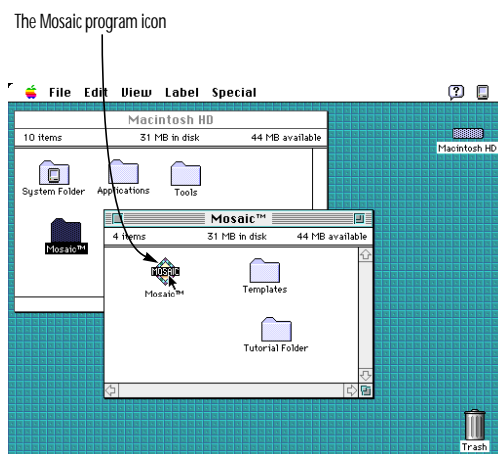 The Mosaic program icon
File Edit View Label Special
Macintosh HD
10 items 31 MB in disk 44 MB available
Macintosh HD
System Folder Applications Tools
Mosaic™
Mosaic™
4 items 31 MB in disk 44 MB available
MOSAIC
Mosaic™
Templates
Tutorial Folder
Trash